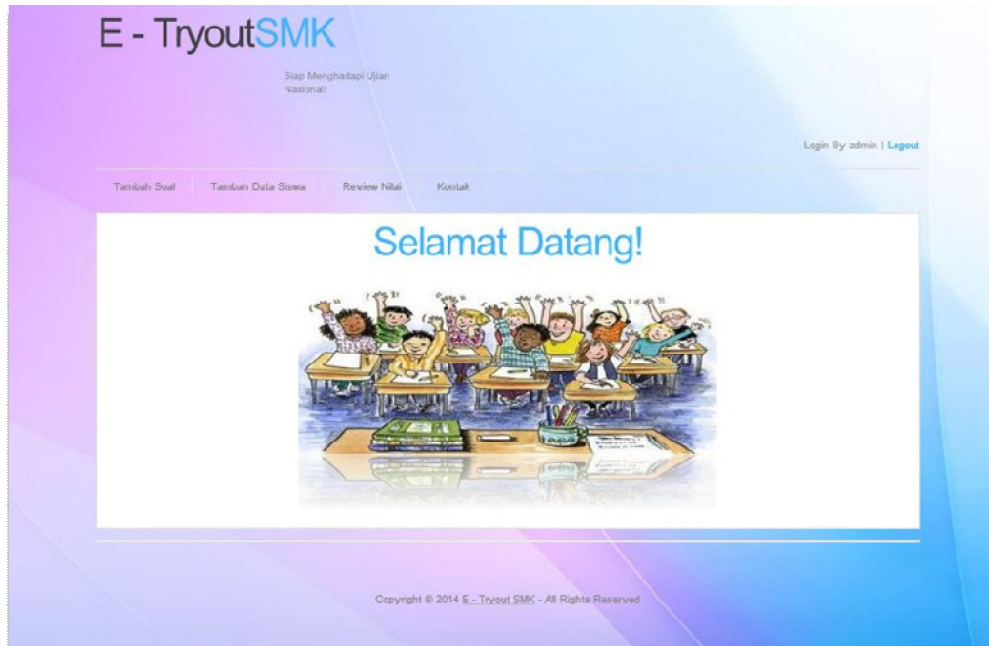 E - TryoutSMK
Siap Menghadapi Ujian
Nasional!
Login By admin | Logout
Tambah Soal Tambah Data Siswa Review Nilai Kontak
Selamat Datang!
Copyright © 2014 E - Tryout SMK - All Rights Reserved